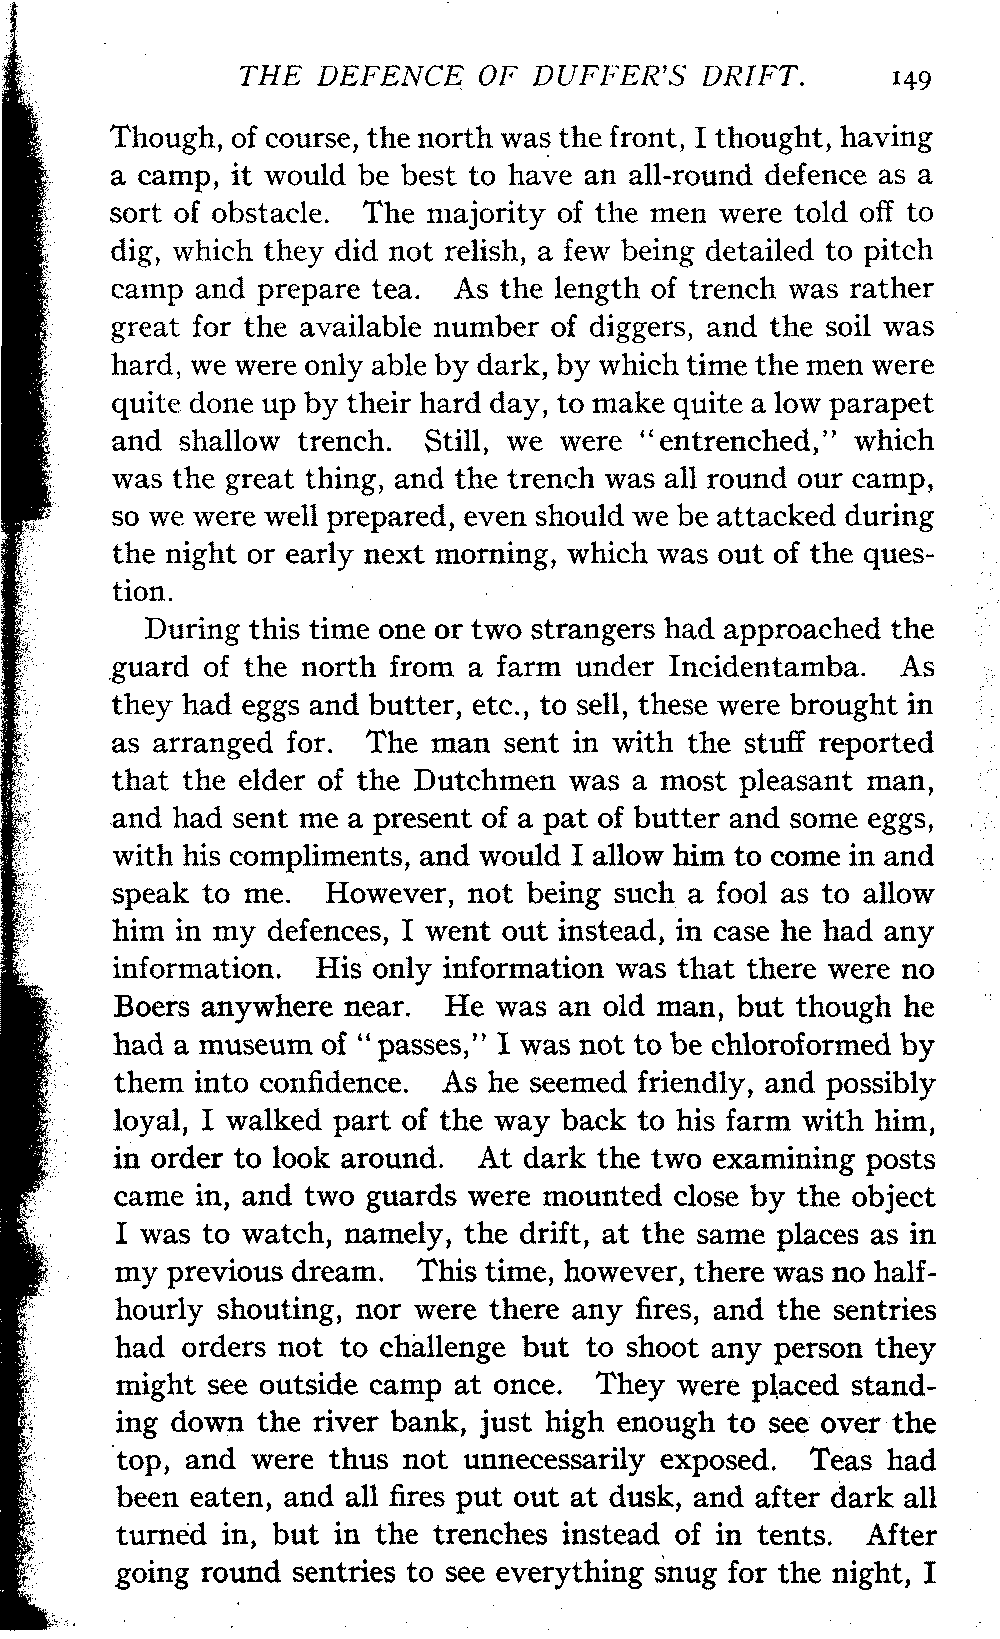 THE DEFENCE OF DUFFER'S DRIFT. 149
Though, of course, the north was the front, I thought, having
a camp, it would be best to have an all-round defence as a
sort of obstacle. The majority of the men were told off to
dig, which they did not relish, a few being detailed to pitch
camp and prepare tea. As the length of trench was rather
great for the available number of diggers, and the soil was
hard, we were only able by dark, by which time the men were
quite done up by their hard day, to make quite a low parapet
and shallow trench. Still, we were "entrenched," which
was the great thing, and the trench was all round our camp,
so we were well prepared, even should we be attacked during
the night or early next morning, which was out of the ques-
tion.
During this time one or two strangers had approached the
guard of the north from a farm under Incidentamba. As
they had eggs and butter, etc., to sell, these were brought in
as arranged for. The man sent in with the stuff reported
that the elder of the Dutchmen was a most pleasant man,
and had sent me a present of a pat of butter and some eggs,
with his compliments, and would I allow him to come in and
speak to me. However, not being such a fool as to allow
him in my defences, I went out instead, in case he had any
information. His only information was that there were no
Boers anywhere near. He was an old man, but though he
had a museum of "passes," I was not to be chloroformed by
them into confidence. As he seemed friendly, and possibly
loyal, I walked part of the way back to his farm with him,
in order to look around. At dark the two examining posts
came in, and two guards were mounted close by the object
I was to watch, namely, the drift, at the same places as in
my previous dream. This time, however, there was no half-
hourly shouting, nor were there any fires, and the sentries
had orders not to challenge but to shoot any person they
might see outside camp at once. They were placed stand-
ing down the river bank, just high enough to see over the
top, and were thus not unnecessarily exposed. Teas had
been eaten, and all fires put out at dusk, and after dark all
turned in, but in the trenches instead of in tents. After
going round sentries to see everything snug for the night, I